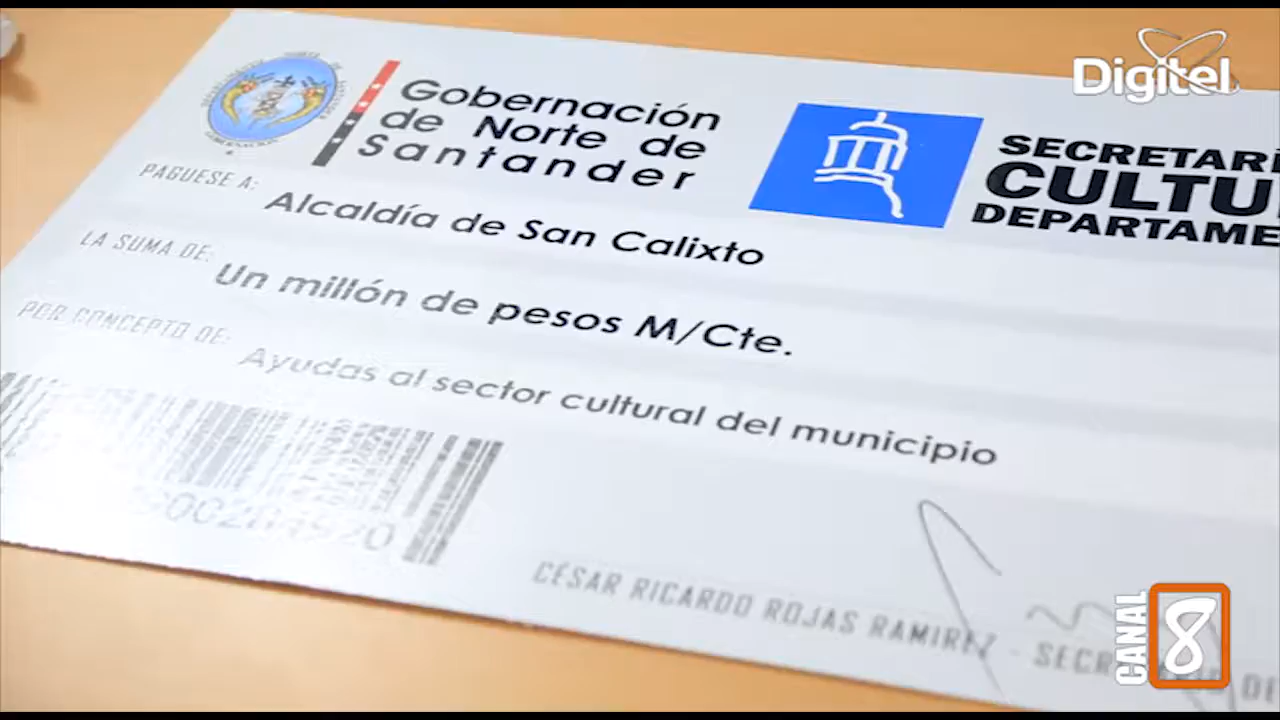 Digitel
Gobernación
de Norte de
Santander
SECRETARÍ
CULTU
DEPARTAME
PAGUESE A: Alcaldía de San Calixto
LA SUMA DE: Un millón de pesos M/Cte.
POR CONCEPTO DE: Ayudas al sector cultural del municipio
CÉSAR RICARDO ROJAS RAMIREZ - SECR
CANAL 8